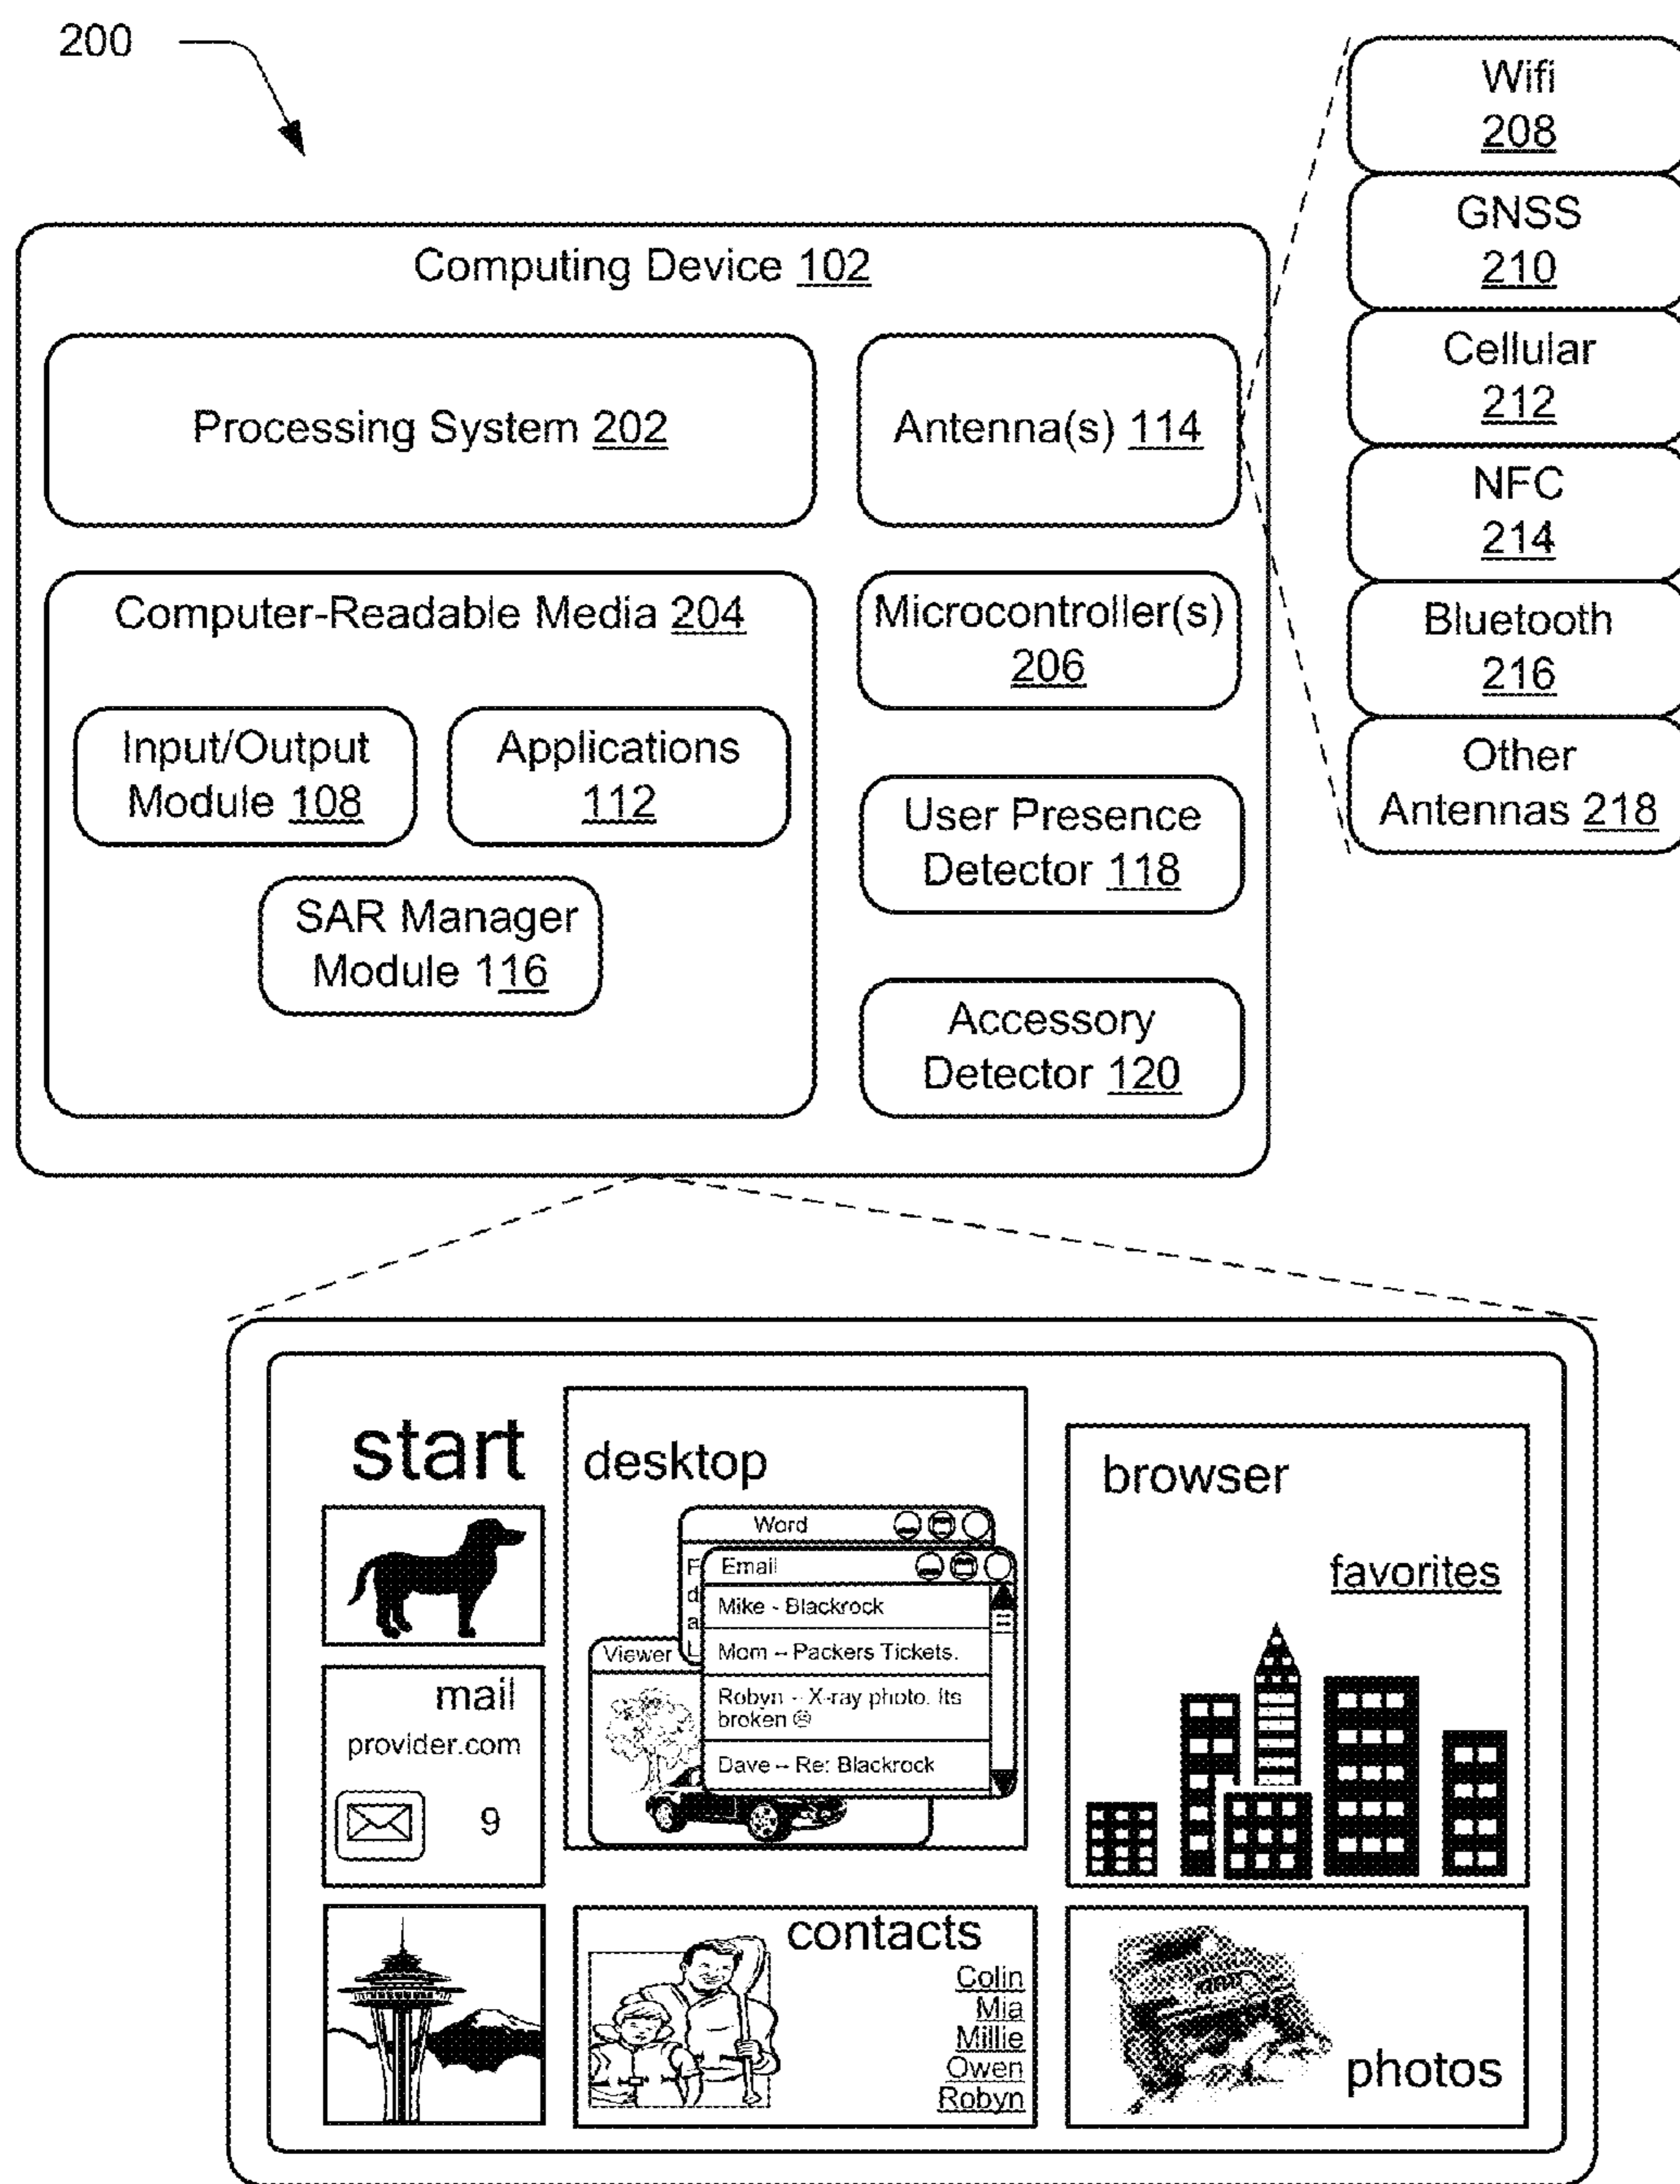 200
Wifi
208
GNSS
210
Cellular
212
NFC
214
Bluetooth
216
Other
Antennas 218
Computing Device 102
Processing System 202
Antenna(s) 114
Computer-Readable Media 204
Microcontroller(s)
206
Input/Output
Module 108
Applications
112
User Presence
Detector 118
SAR Manager
Module 116
Accessory
Detector 120
start
desktop
browser
favorites
Word
F
d
a
L
Email
Mike - Blackrock
Mom – Packers Tickets.
Robyn - X-ray photo. Its
broken ☹
Dave – Re: Blackrock
Viewer
mail
provider.com
9
contacts
Colin
Mia
Millie
Owen
Robyn
photos